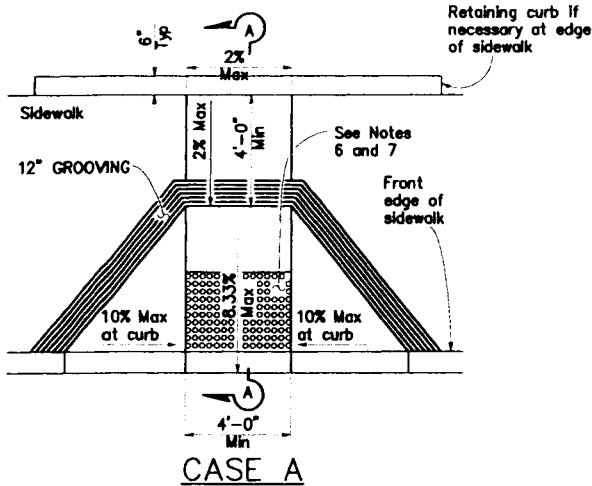 Retaining curb if
necessary at edge
of sidewalk
6"
Typ
A
2%
Max
Sidewalk
2% Max
4'-0"
Min
See Notes
6 and 7
12" GROOVING
Front
edge of
sidewalk
8.33%
Max
10% Max
at curb
10% Max
at curb
A
4'-0"
Min
CASE A